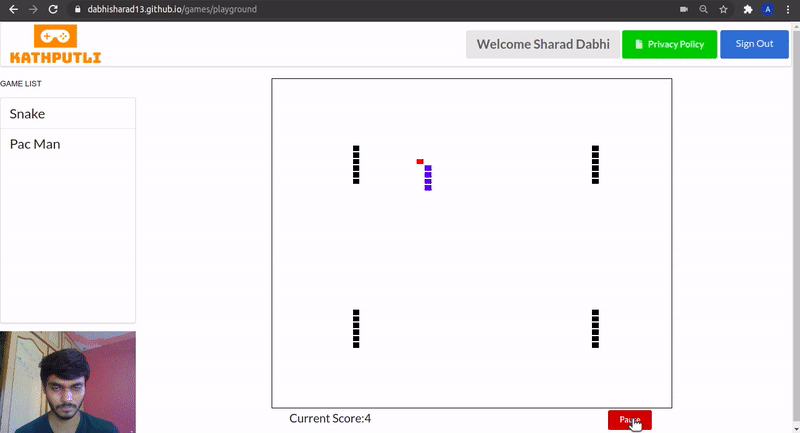 dabhisharad13.github.io/games/playground
A
KATHPUTLI
Welcome Sharad Dabhi
Privacy Policy
Sign Out
GAME LIST
Snake
Pac Man
Current Score:4
Pause